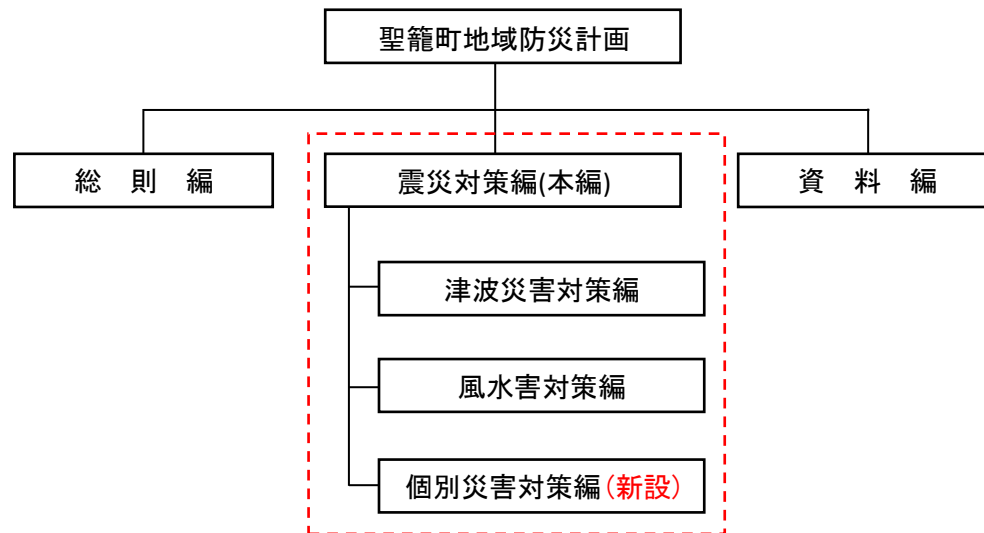 聖籠町地域防災計画
総　則　編
震災対策編(本編)
資　料　編
津波災害対策編
風水害対策編
個別災害対策編（新設）